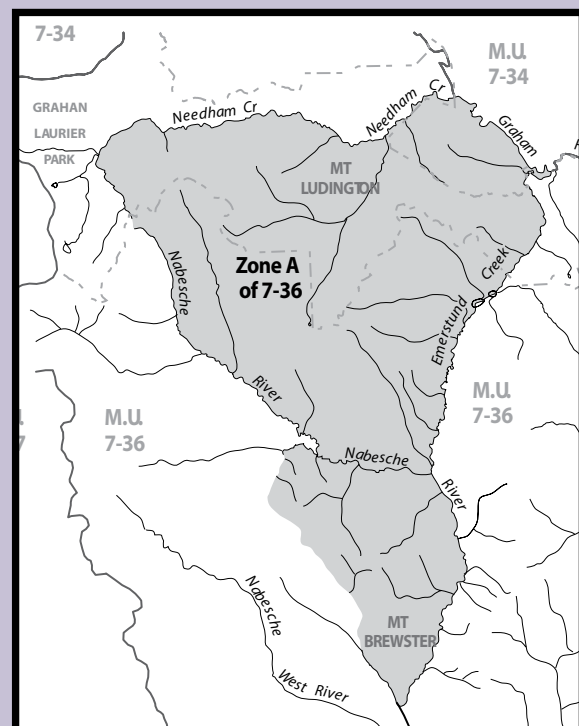 7-34
M.U.
7-34
GRAHAN
LAURIER
PARK
Needham Cr
Needham Cr
Graham
MT
LUDINGTON
Zone A
of 7-36
Nabesche
River
Emerstund
Creek
M.U.
7-36
M.U.
7-36
7
Nabesche
River
Nabesche
West River
MT
BREWSTER